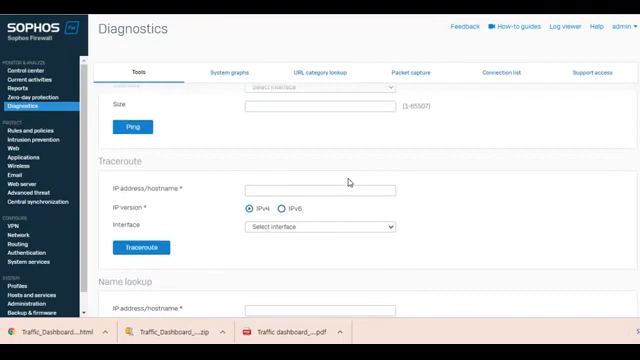 SOPHOS
Sophos Firewall
Diagnostics
Feedback
How-to guides
Log viewer
Help
admin
MONITOR & ANALYZE
Control center
Current activities
Reports
Zero-day protection
Diagnostics
PROTECT
Rules and policies
Intrusion prevention
Web
Applications
Wireless
Email
Web server
Advanced threat
Central synchronization
CONFIGURE
VPN
Network
Routing
Authentication
System services
SYSTEM
Profiles
Hosts and services
Administration
Backup & firmware
Tools
System graphs
URL category lookup
Packet capture
Connection list
Support access
Select interface
Size
[1-65507]
Ping
Traceroute
IP address/hostname *
IP version *
IPv4
IPv6
Interface
Select interface
Traceroute
Name lookup
IP address/hostname *
Traffic_Dashboard....html
Traffic_Dashboard_....zip
Traffic dashboard_....pdf